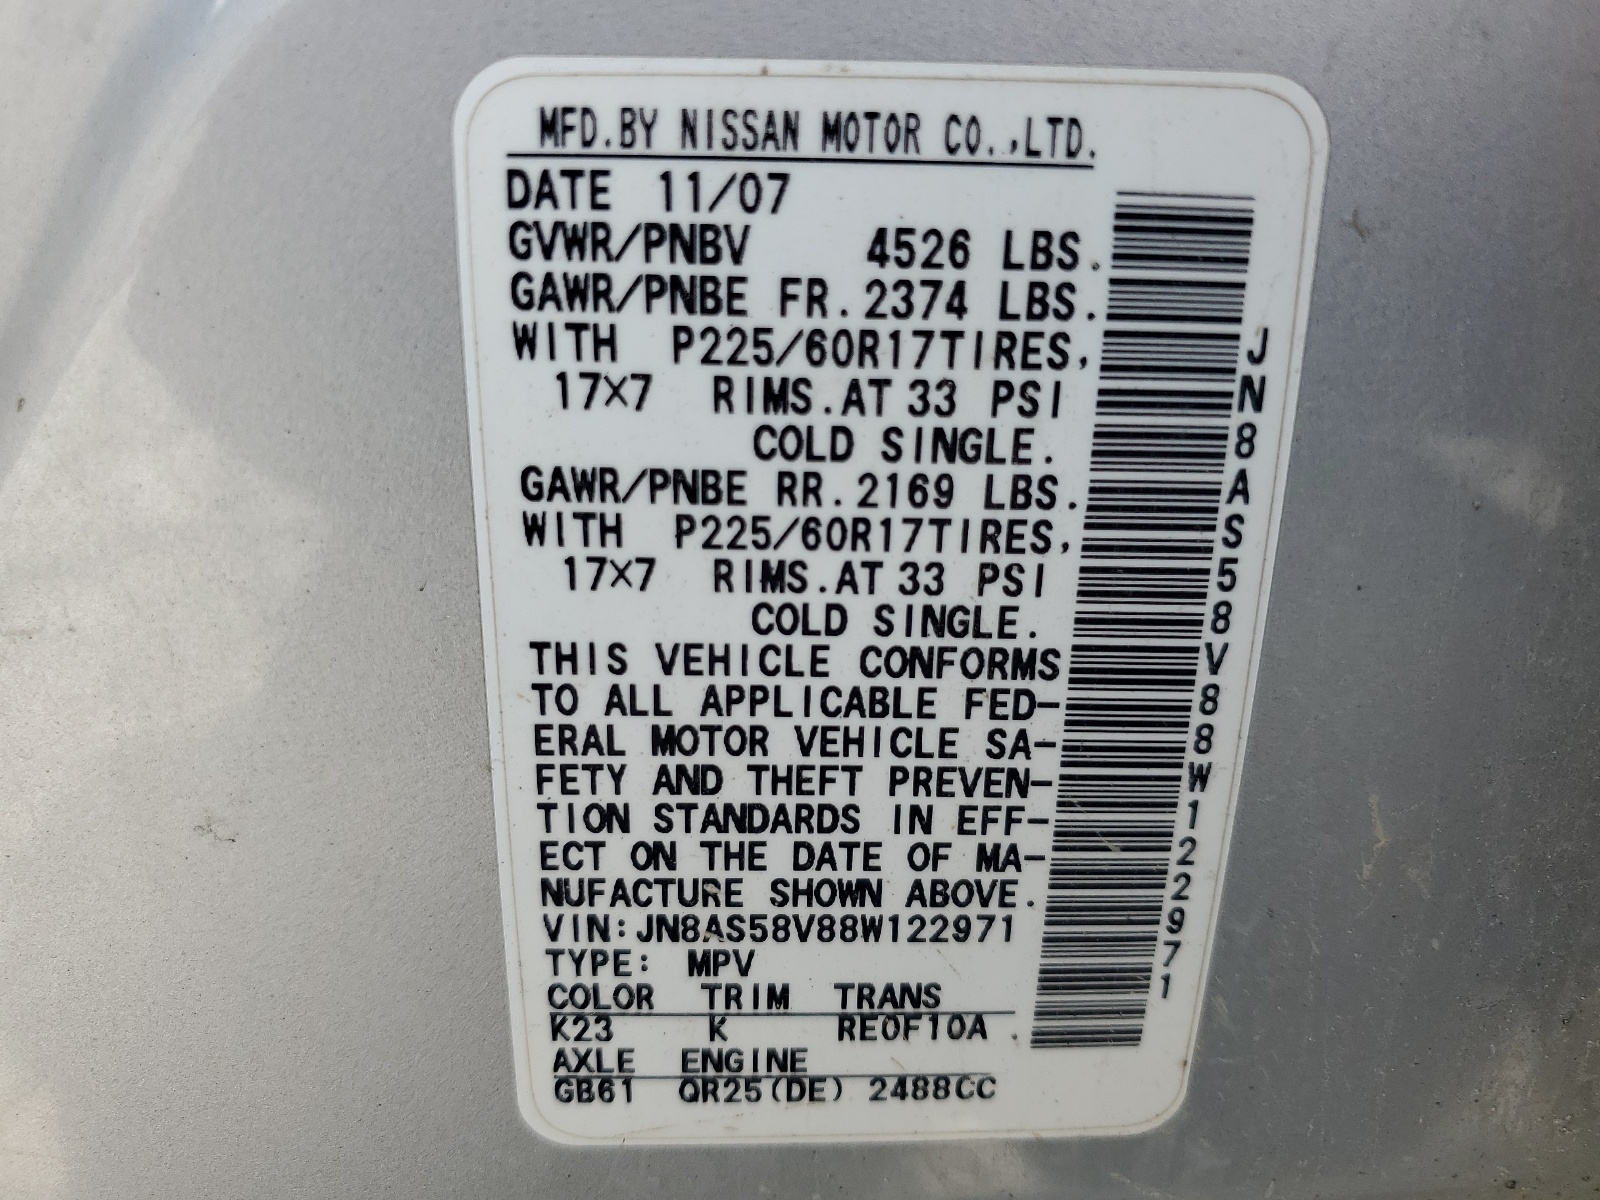 MFD.BY NISSAN MOTOR CO.,LTD.
DATE 11/07
GVWR/PNBV 4526 LBS.
GAWR/PNBE FR.2374 LBS.
WITH P225/60R17TIRES,
17×7 RIMS.AT 33 PSI
COLD SINGLE.
GAWR/PNBE RR.2169 LBS.
WITH P225/60R17TIRES,
17×7 RIMS.AT 33 PSI
COLD SINGLE.
THIS VEHICLE CONFORMS
TO ALL APPLICABLE FED-
ERAL MOTOR VEHICLE SA-
FETY AND THEFT PREVEN-
TION STANDARDS IN EFF-
ECT ON THE DATE OF MA-
NUFACTURE SHOWN ABOVE.
VIN:JN8AS58V88W122971
TYPE: MPV
COLOR TRIM TRANS
K23 K RE0F10A .
AXLE ENGINE
GB61 QR25(DE) 2488CC
JN8AS58V88W122971